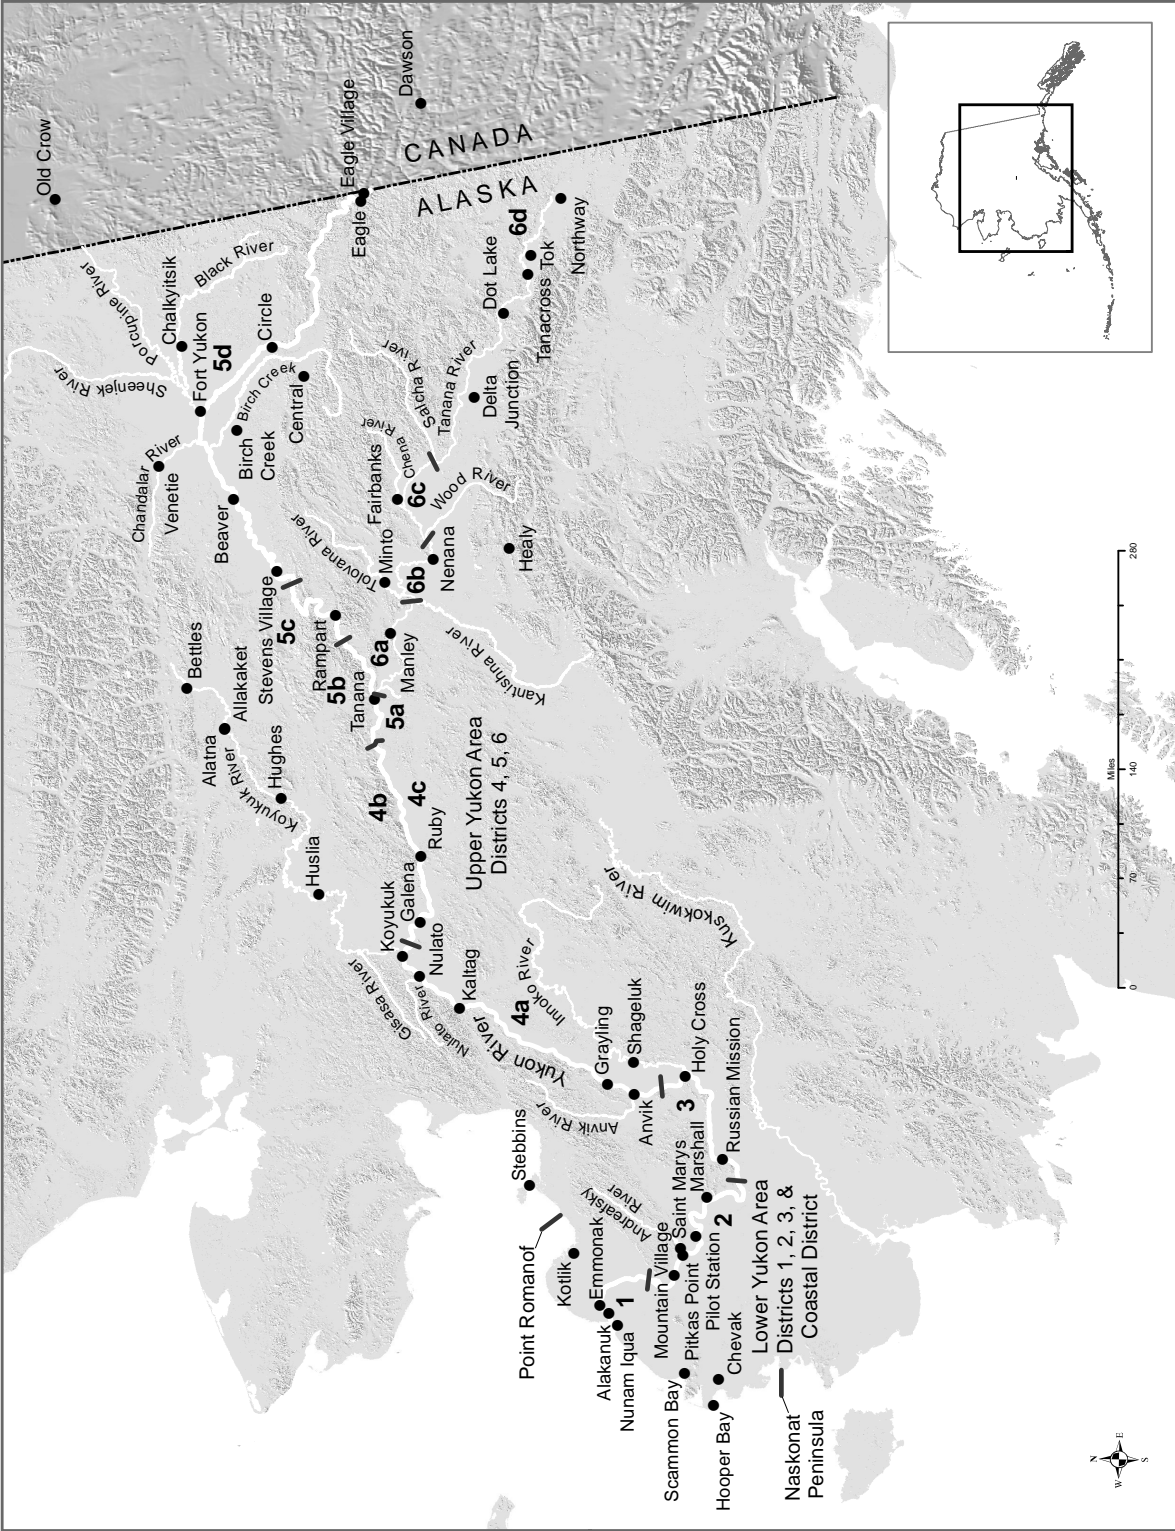 Old Crow
Dawson
Eagle Village
Eagle
CANADA
ALASKA
Porcupine River
Sheenjek River
Black River
Chalkyitsik
Fort Yukon
5d
Circle
Birch Creek
Central
Birch
Creek
Chandalar River
Venetie
Beaver
Stevens Village
5c
Rampart
5b
Tanana
5a
Bettles
Allakaket
Alatna
Koyukuk River
Hughes
Huslia
Northway
6d
Tok
Tanacross
Dot Lake
Delta
Junction
Tanana River
Salcha River
Chena River
Fairbanks
6c
Wood River
Nenana
Healy
Tolovana River
Minto
6b
6a
Manley
Kantishna River
4b
4c
Ruby
Galena
Koyukuk
Nulato
Kaltag
Gisasa River
Nulato River
Yukon River
Upper Yukon Area
Districts 4, 5, 6
4a
Innoko River
Kuskokwim River
Grayling
Shageluk
Anvik
Anvik River
Holy Cross
3
Russian Mission
Marshall
Saint Marys
2
Andreafsky
River
Stebbins
Point Romanof
Kotlik
Emmonak
1
Alakanuk
Nunam Iqua
Mountain Village
Pitkas Point
Pilot Station
Scammon Bay
Chevak
Hooper Bay
Lower Yukon Area
Districts 1, 2, 3, &
Coastal District
Naskonat
Peninsula
Miles
0
70
140
280
N
E
S
W